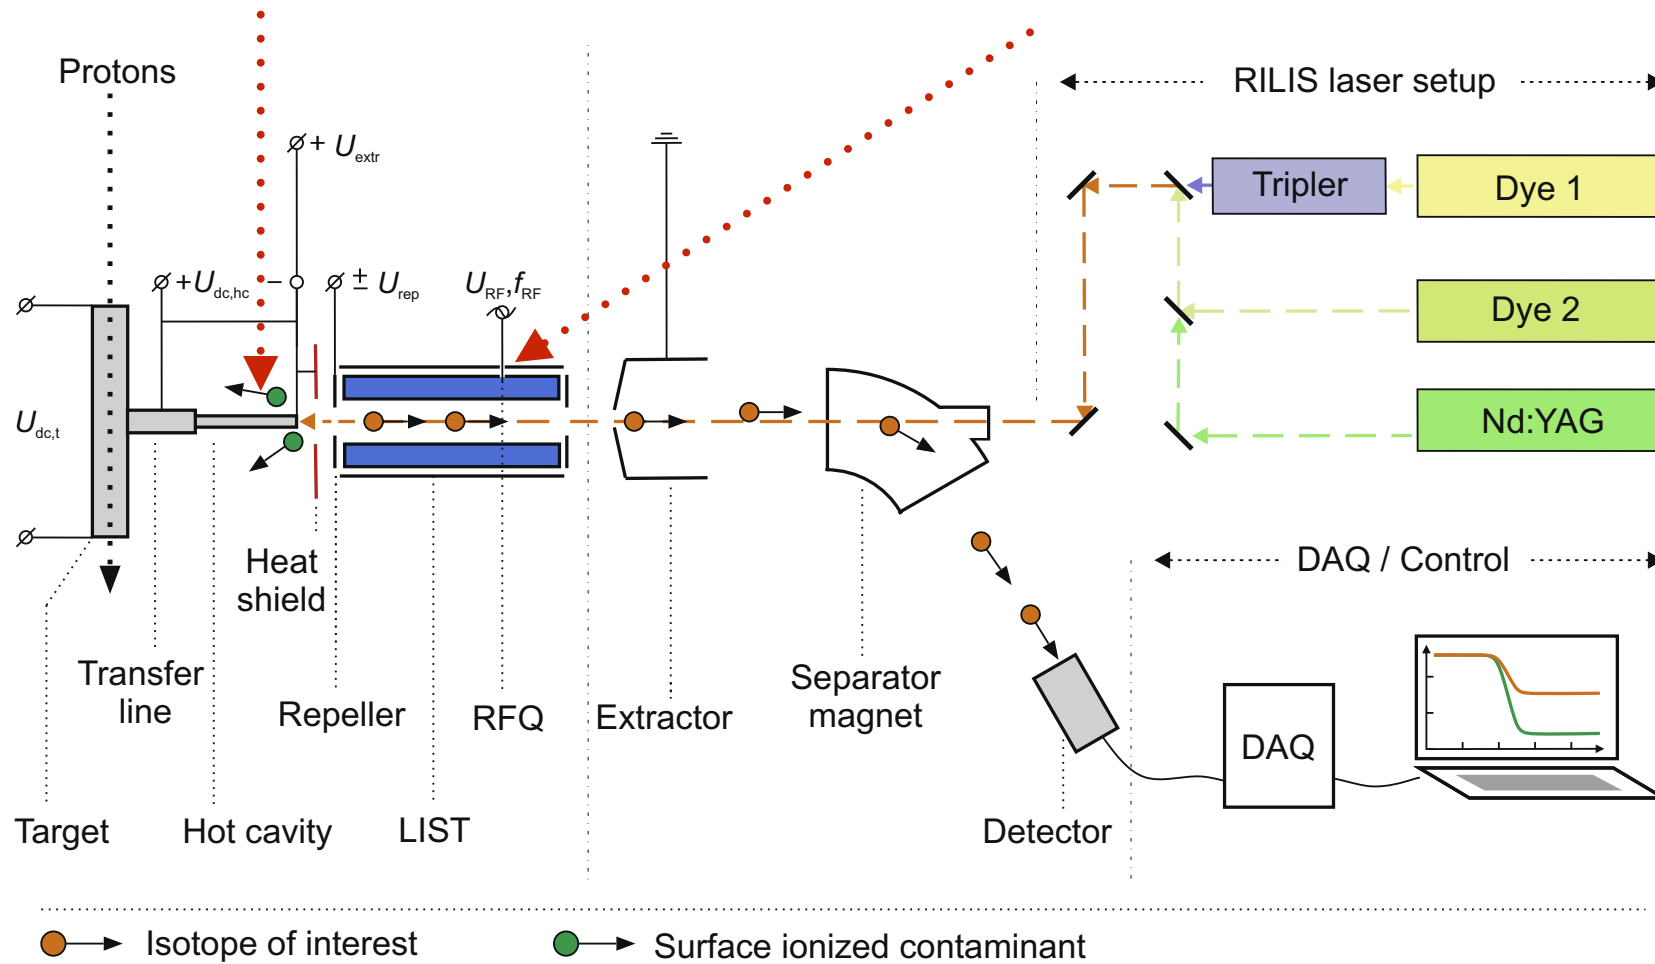 Protons
RILIS laser setup
+ Uextr
Tripler
Dye 1
+Udc,hc −
± Urep
URF,fRF
Dye 2
Udc,t
Nd:YAG
Heat
shield
DAQ / Control
Transfer
line
Repeller
RFQ
Extractor
Separator
magnet
DAQ
Target
Hot cavity
LIST
Detector
Isotope of interest
Surface ionized contaminant